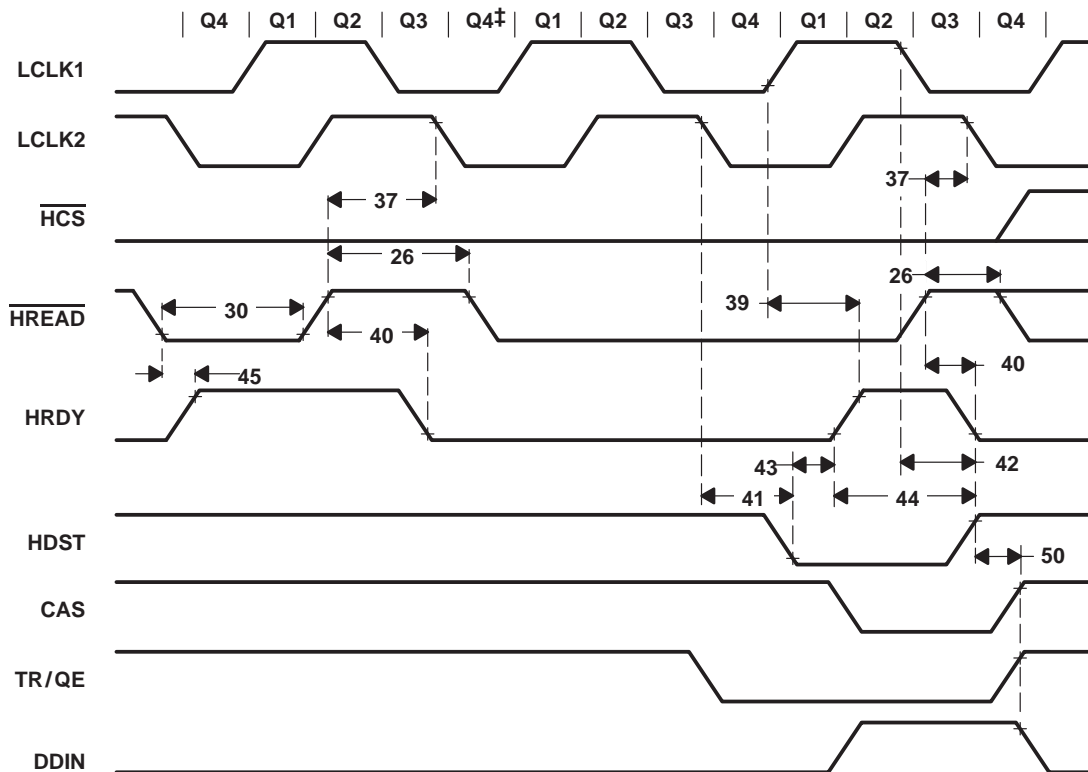 Q4 Q1 Q2 Q3 Q4‡ Q1 Q2 Q3 Q4 Q1 Q2 Q3 Q4
LCLK1
LCLK2
37
37
HCS
26
26
30
39
HREAD
40
40
45
HRDY
43
42
41
44
HDST
50
CAS
TR/QE
DDIN